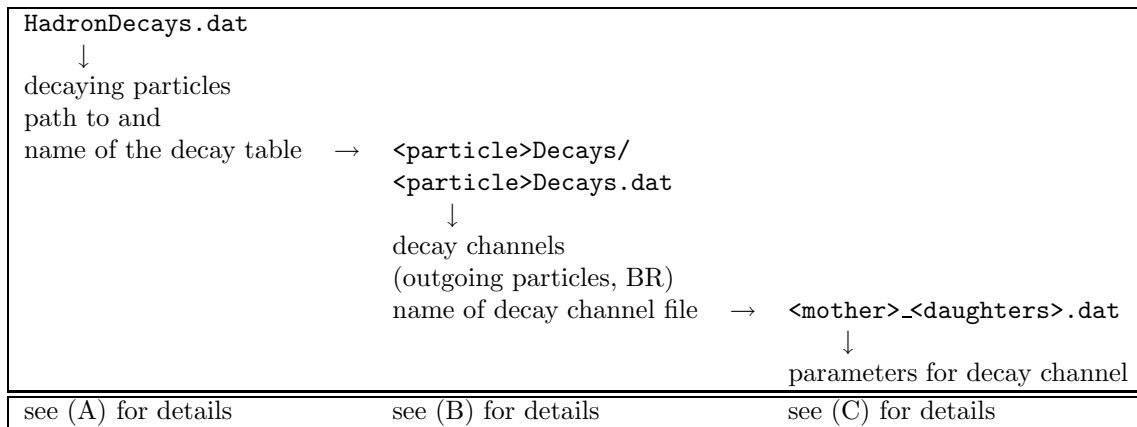 HadronDecays.dat
↓
decaying particles
path to and
name of the decay table → <particle>Decays/
<particle>Decays.dat
↓
decay channels
(outgoing particles, BR)
name of decay channel file → <mother>_<daughters>.dat
↓
parameters for decay channel
see (A) for details see (B) for details see (C) for details